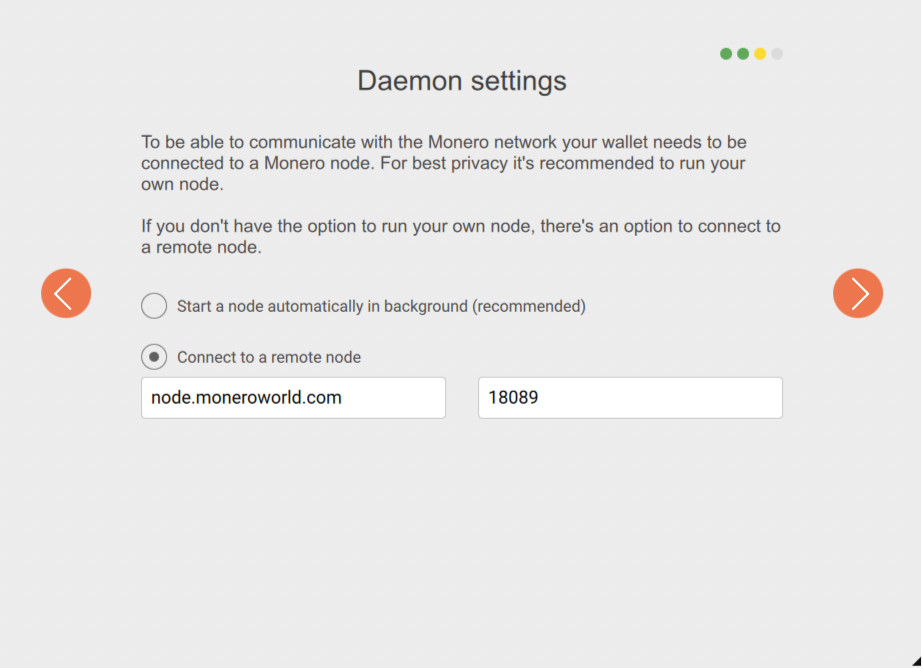 Daemon settings
To be able to communicate with the Monero network your wallet needs to be
connected to a Monero node. For best privacy it's recommended to run your
own node.
If you don't have the option to run your own node, there's an option to connect to
a remote node.
Start a node automatically in background (recommended)
Connect to a remote node
node.moneroworld.com
18089